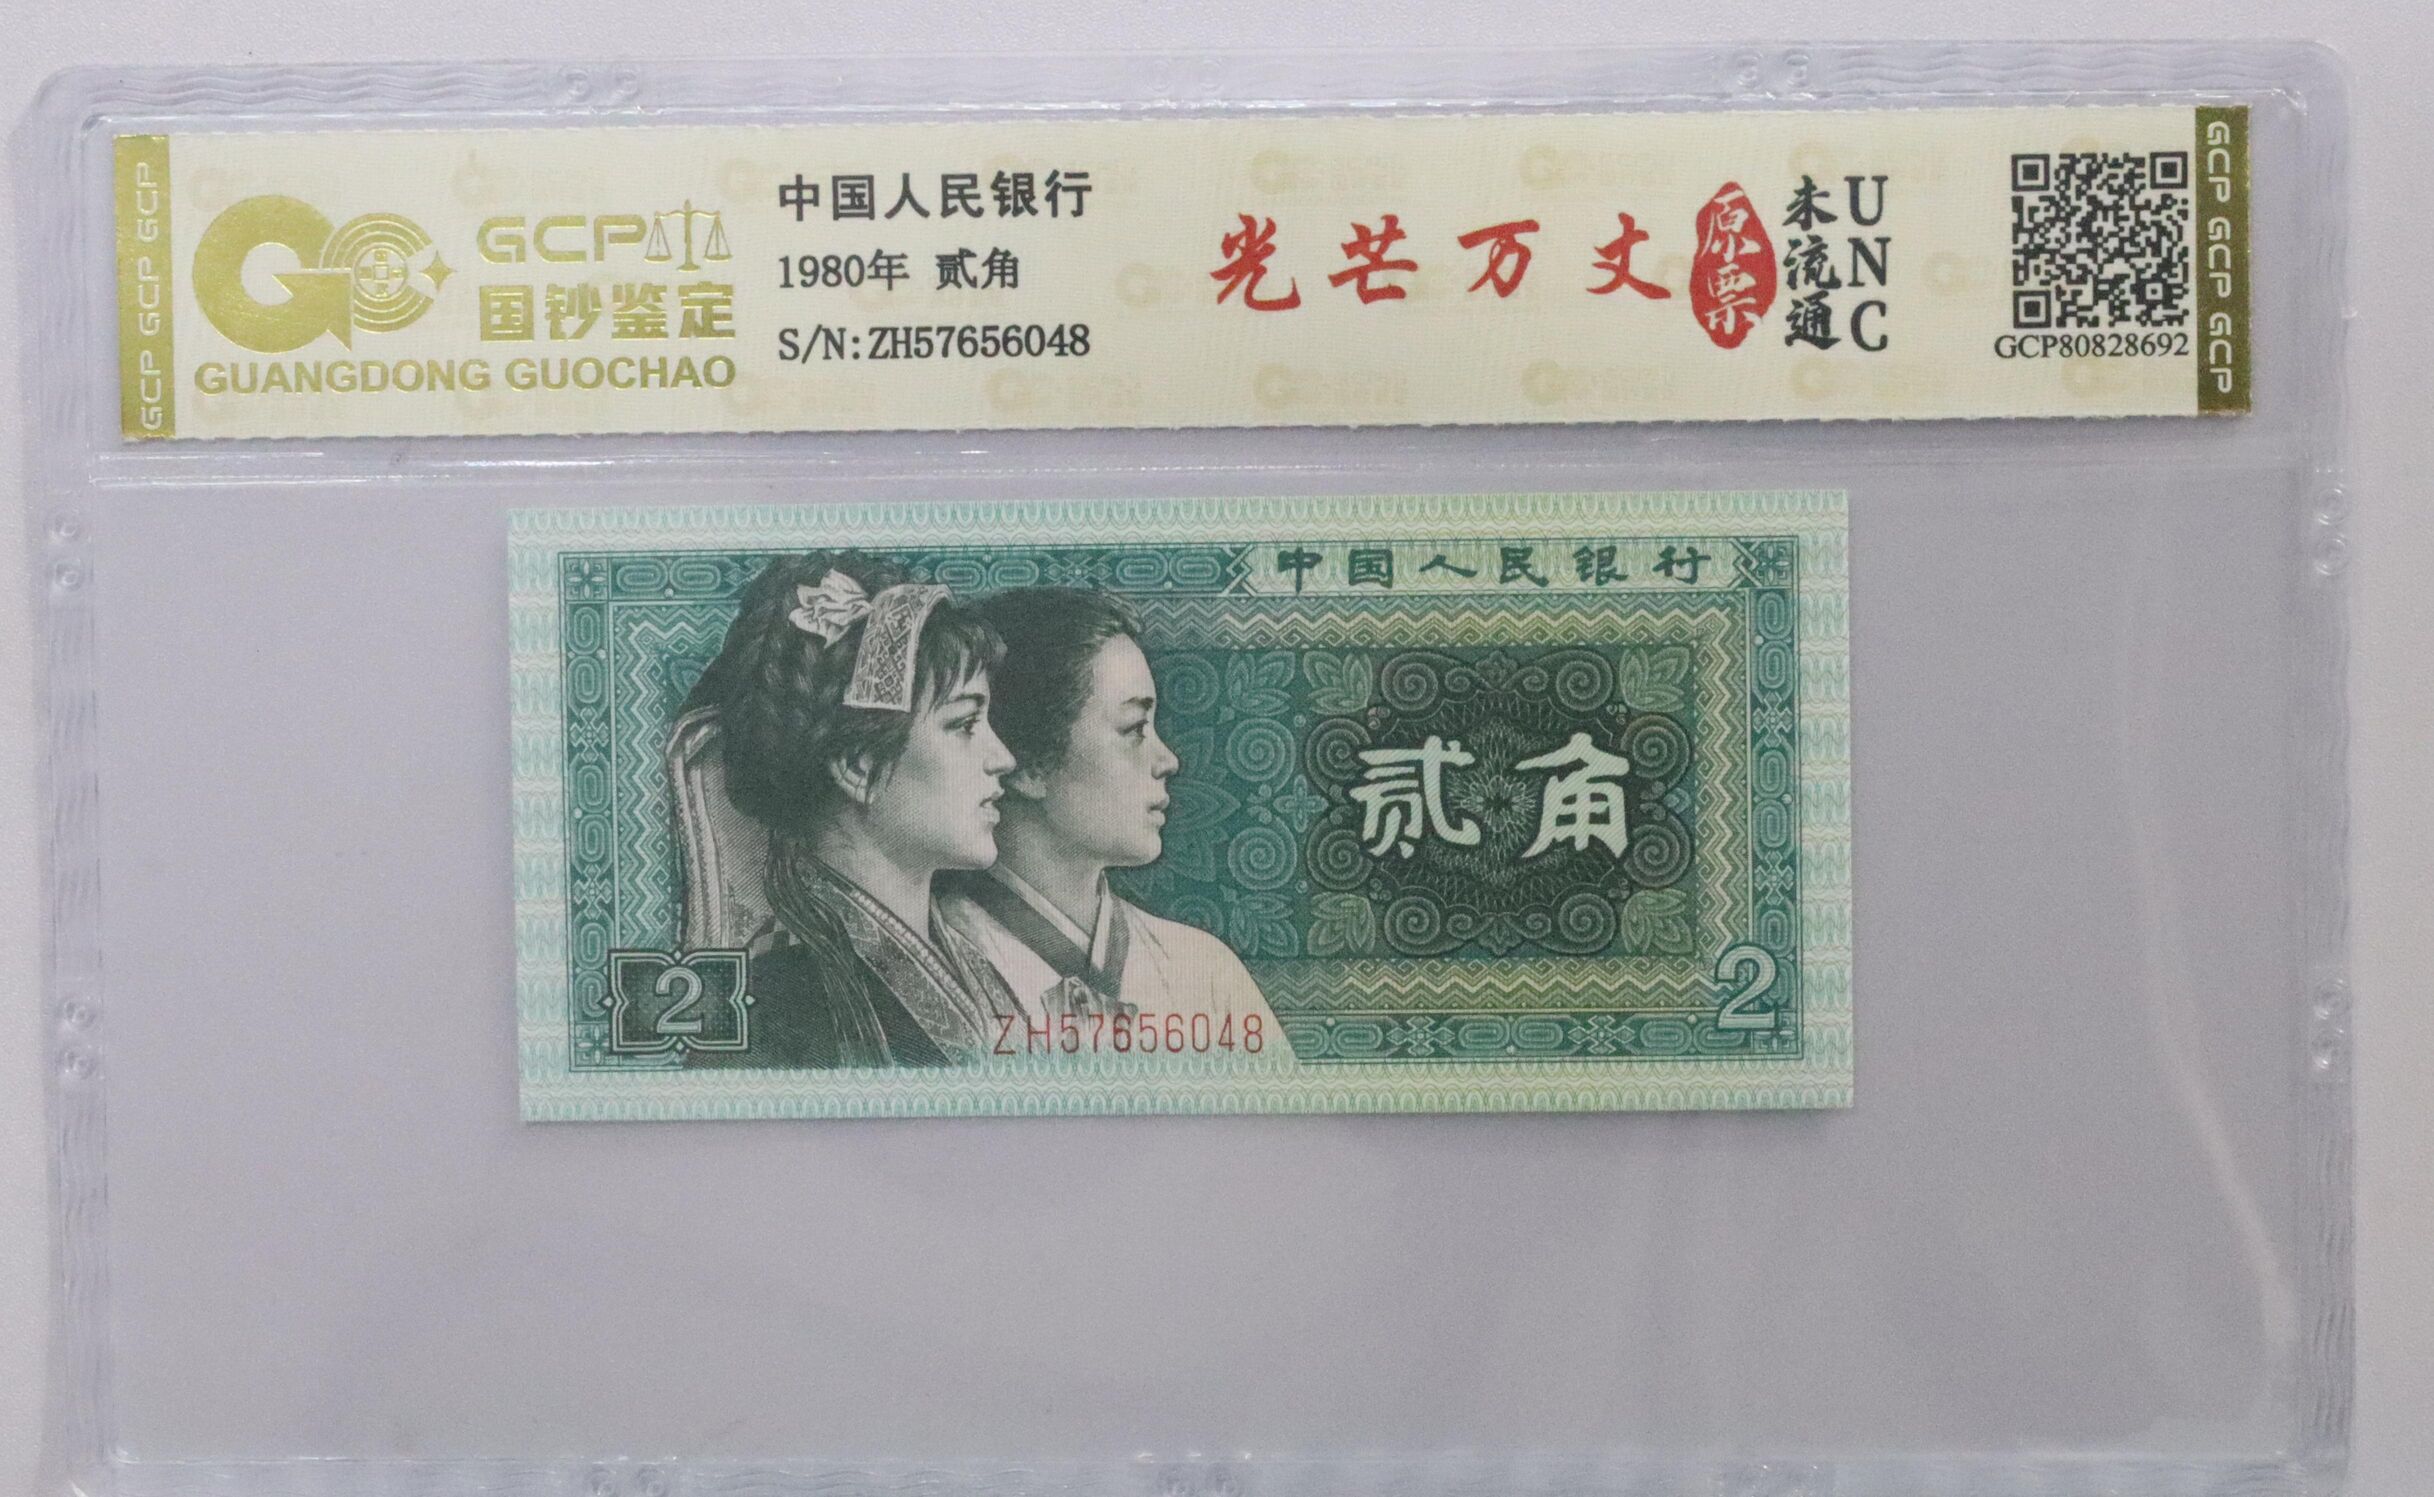 GCP GCP GCP
GCP
国钞鉴定
GUANGDONG GUOCHAO
中国人民银行
1980年 贰角
S/N:ZH57656048
光芒万丈
原票
未流通
UNC
GCP80828692
GCP GCP GCP
中国人民银行
贰角
2
2
ZH57656048